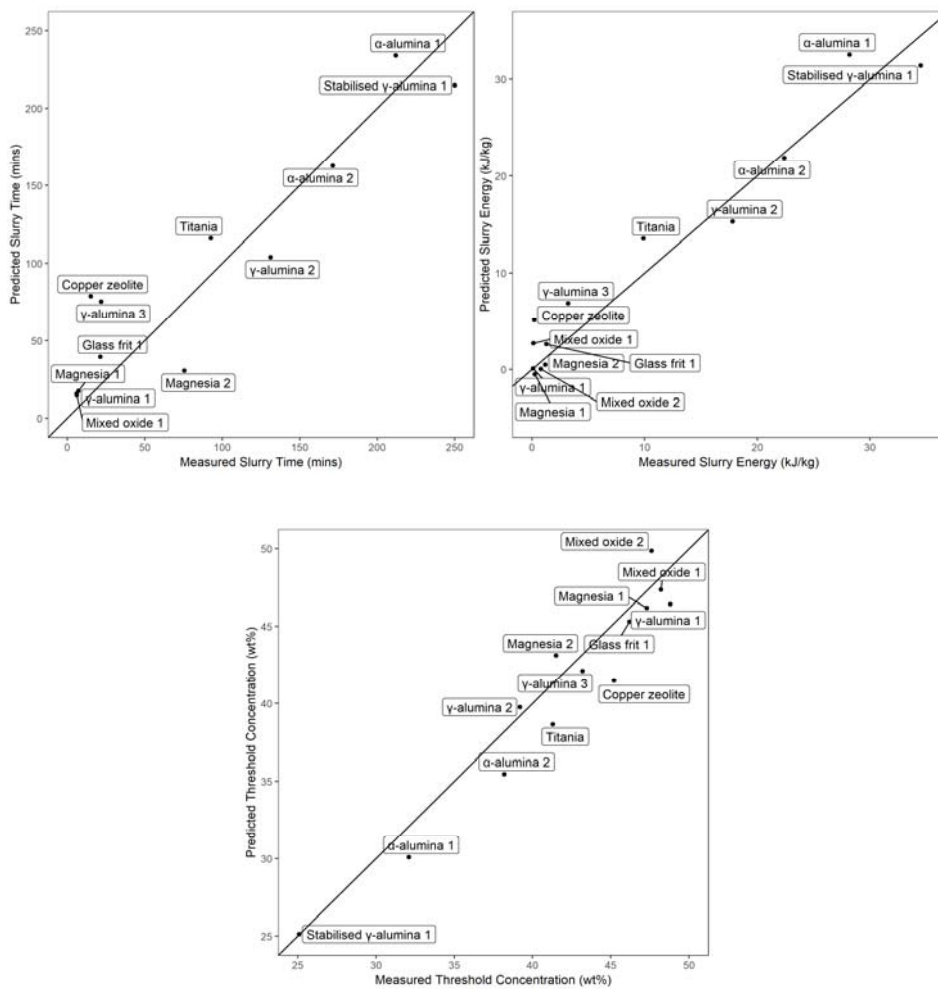 250
200
150
100
50
0
Predicted Slurry Time (mins)
α-alumina 1
Stabilised γ-alumina 1
α-alumina 2
Titania
γ-alumina 2
Copper zeolite
γ-alumina 3
Glass frit 1
Magnesia 1
Magnesia 2
γ-alumina 1
Mixed oxide 1
0 50 100 150 200 250
Measured Slurry Time (mins)
30
20
10
0
Predicted Slurry Energy (kJ/kg)
α-alumina 1
Stabilised γ-alumina 1
α-alumina 2
γ-alumina 2
Titania
γ-alumina 3
Copper zeolite
Mixed oxide 1
Magnesia 2
Glass frit 1
γ-alumina 1
Mixed oxide 2
Magnesia 1
0 10 20 30
Measured Slurry Energy (kJ/kg)
50
45
40
35
30
25
Predicted Threshold Concentration (wt%)
Mixed oxide 2
Mixed oxide 1
Magnesia 1
γ-alumina 1
Magnesia 2
Glass frit 1
γ-alumina 3
Copper zeolite
γ-alumina 2
Titania
α-alumina 2
α-alumina 1
Stabilised γ-alumina 1
25 30 35 40 45 50
Measured Threshold Concentration (wt%)